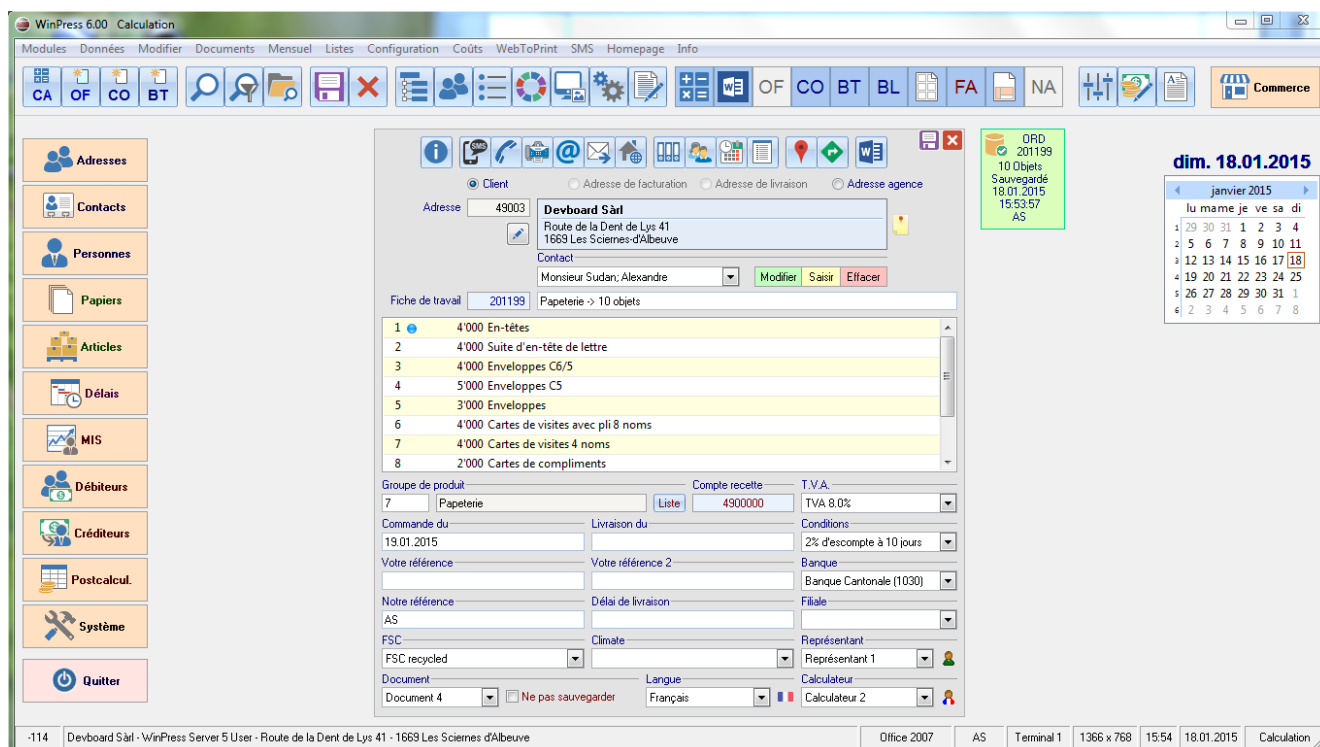 WinPress 6.00 Calculation
Modules Données Modifier Documents Mensuel Listes Configuration Coûts WebToPrint SMS Homepage Info
CA OF CO BT OF CO BT BL FA NA Commerce
Adresses
Contacts
Personnes
Papiers
Articles
Délais
MIS
Débiteurs
Créditeurs
Postcalcul.
Système
Quitter
SMS
Client Adresse de facturation Adresse de livraison Adresse agence
Adresse 49003 Devboard Sàrl
Route de la Dent de Lys 41
1669 Les Sciernes-d'Albeuve
Contact
Monsieur Sudan; Alexandre Modifier Saisir Effacer
Fiche de travail 201199 Papeterie -> 10 objets
1 4'000 En-têtes
2 4'000 Suite d'en-tête de lettre
3 4'000 Enveloppes C6/5
4 5'000 Enveloppes C5
5 3'000 Enveloppes
6 4'000 Cartes de visites avec pli 8 noms
7 4'000 Cartes de visites 4 noms
8 2'000 Cartes de compliments
Groupe de produit Compte recette T.V.A.
7 Papeterie Liste 4900000 TVA 8.0%
Commande du Livraison du Conditions
19.01.2015 2% d'escompte à 10 jours
Votre référence Votre référence 2 Banque
Banque Cantonale (1030)
Notre référence Délai de livraison Filiale
AS
FSC Climate Représentant
FSC recycled Représentant 1
Document Langue Calculateur
Document 4 Ne pas sauvegarder Français Calculateur 2
ORD
201199
10 Objets
Sauvegardé
18.01.2015
15:53:57
AS
dim. 18.01.2015
janvier 2015
lu ma me je ve sa di
1 29 30 31 1 2 3 4
2 5 6 7 8 9 10 11
3 12 13 14 15 16 17 18
4 19 20 21 22 23 24 25
5 26 27 28 29 30 31 1
6 2 3 4 5 6 7 8
-114 Devboard Sàrl - WinPress Server 5 User - Route de la Dent de Lys 41 - 1669 Les Sciernes d'Albeuve Office 2007 AS Terminal 1 1366 x 768 15:54 18.01.2015 Calculation